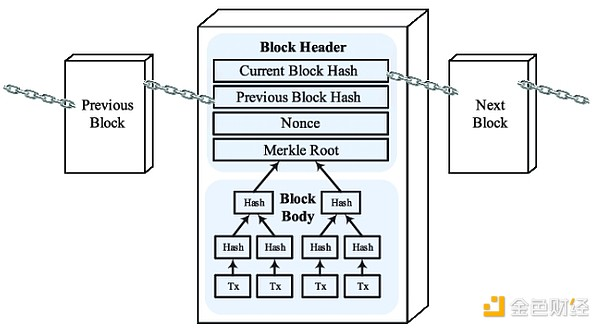 Block Header
Current Block Hash
Previous Block Hash
Nonce
Merkle Root
Previous
Block
Next
Block
Block
Body
Hash
Hash
Hash
Hash
Hash
Hash
Tx
Tx
Tx
Tx
金色财经